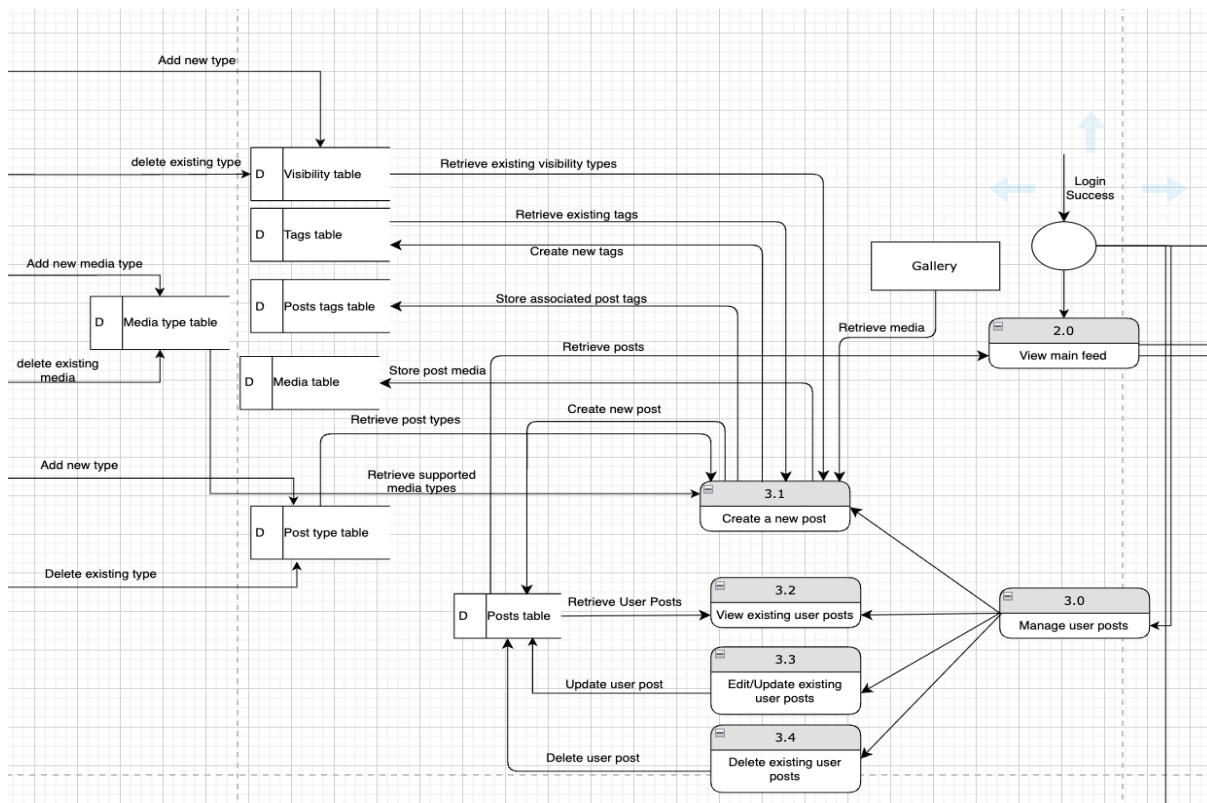 Add new type
delete existing type
D
Visibility table
Retrieve existing visibility types
Login
Success
D
Tags table
Retrieve existing tags
Create new tags
Gallery
Add new media type
D
Media type table
D
Posts tags table
Store associated post tags
Retrieve media
2.0
View main feed
Retrieve posts
delete existing
media
D
Media table
Store post media
Create new post
Retrieve post types
Add new type
Retrieve supported
media types
3.1
Create a new post
D
Post type table
Delete existing type
D
Posts table
Retrieve User Posts
3.2
View existing user posts
3.0
Manage user posts
3.3
Edit/Update existing
user posts
Update user post
3.4
Delete existing user
posts
Delete user post